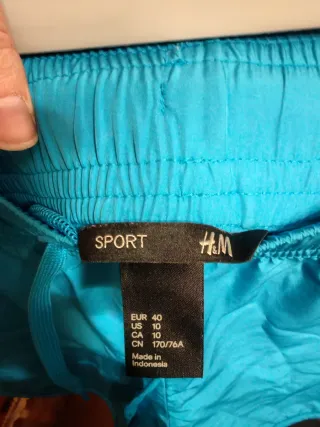 SPORT H&M
EUR 40
US 10
CA 10
CN 170/76A
Made in
Indonesia